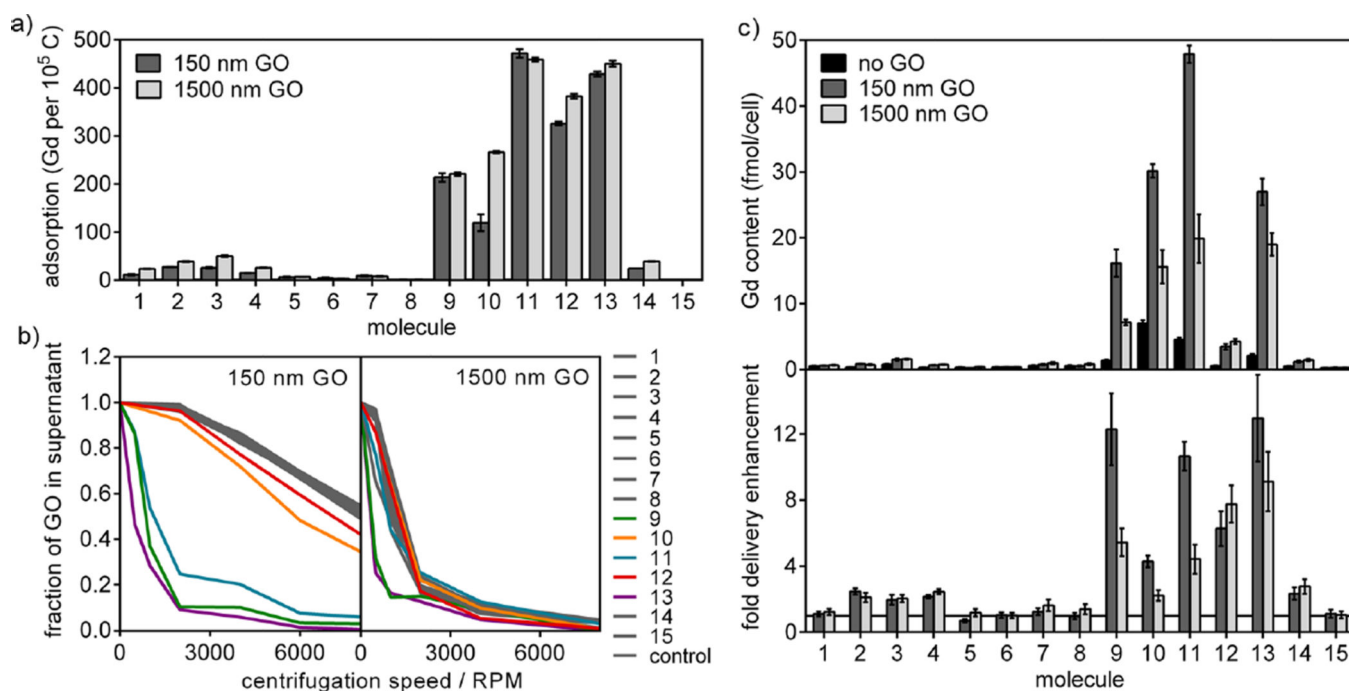 a)
500
400
300
200
100
0
adsorption (Gd per 10⁵ C)
150 nm GO
1500 nm GO
1 2 3 4 5 6 7 8 9 10 11 12 13 14 15
molecule
b)
1.2
1.0
0.8
0.6
0.4
0.2
0.0
fraction of GO in supernatant
150 nm GO
1500 nm GO
0 3000 6000 0 3000 6000
centrifugation speed / RPM
1
2
3
4
5
6
7
8
9
10
11
12
13
14
15
control
c)
50
40
30
20
10
0
Gd content (fmol/cell)
no GO
150 nm GO
1500 nm GO
12
8
4
0
fold delivery enhancement
1 2 3 4 5 6 7 8 9 10 11 12 13 14 15
molecule